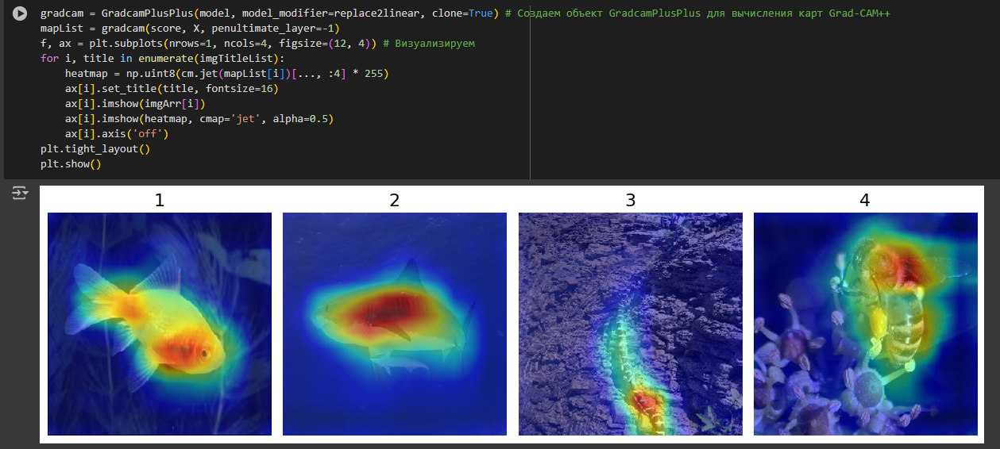 gradcam = GradcamPlusPlus(model, model_modifier=replace2linear, clone=True) # Создаем объект GradcamPlusPlus для вычисления карт Grad-CAM++
mapList = gradcam(score, X, penultimate_layer=-1)
f, ax = plt.subplots(nrows=1, ncols=4, figsize=(12, 4)) # Визуализируем
for i, title in enumerate(imgTitleList):
    heatmap = np.uint8(cm.jet(mapList[i])[..., :4] * 255)
    ax[i].set_title(title, fontsize=16)
    ax[i].imshow(imgArr[i])
    ax[i].imshow(heatmap, cmap='jet', alpha=0.5)
    ax[i].axis('off')
plt.tight_layout()
plt.show()
1 2 3 4